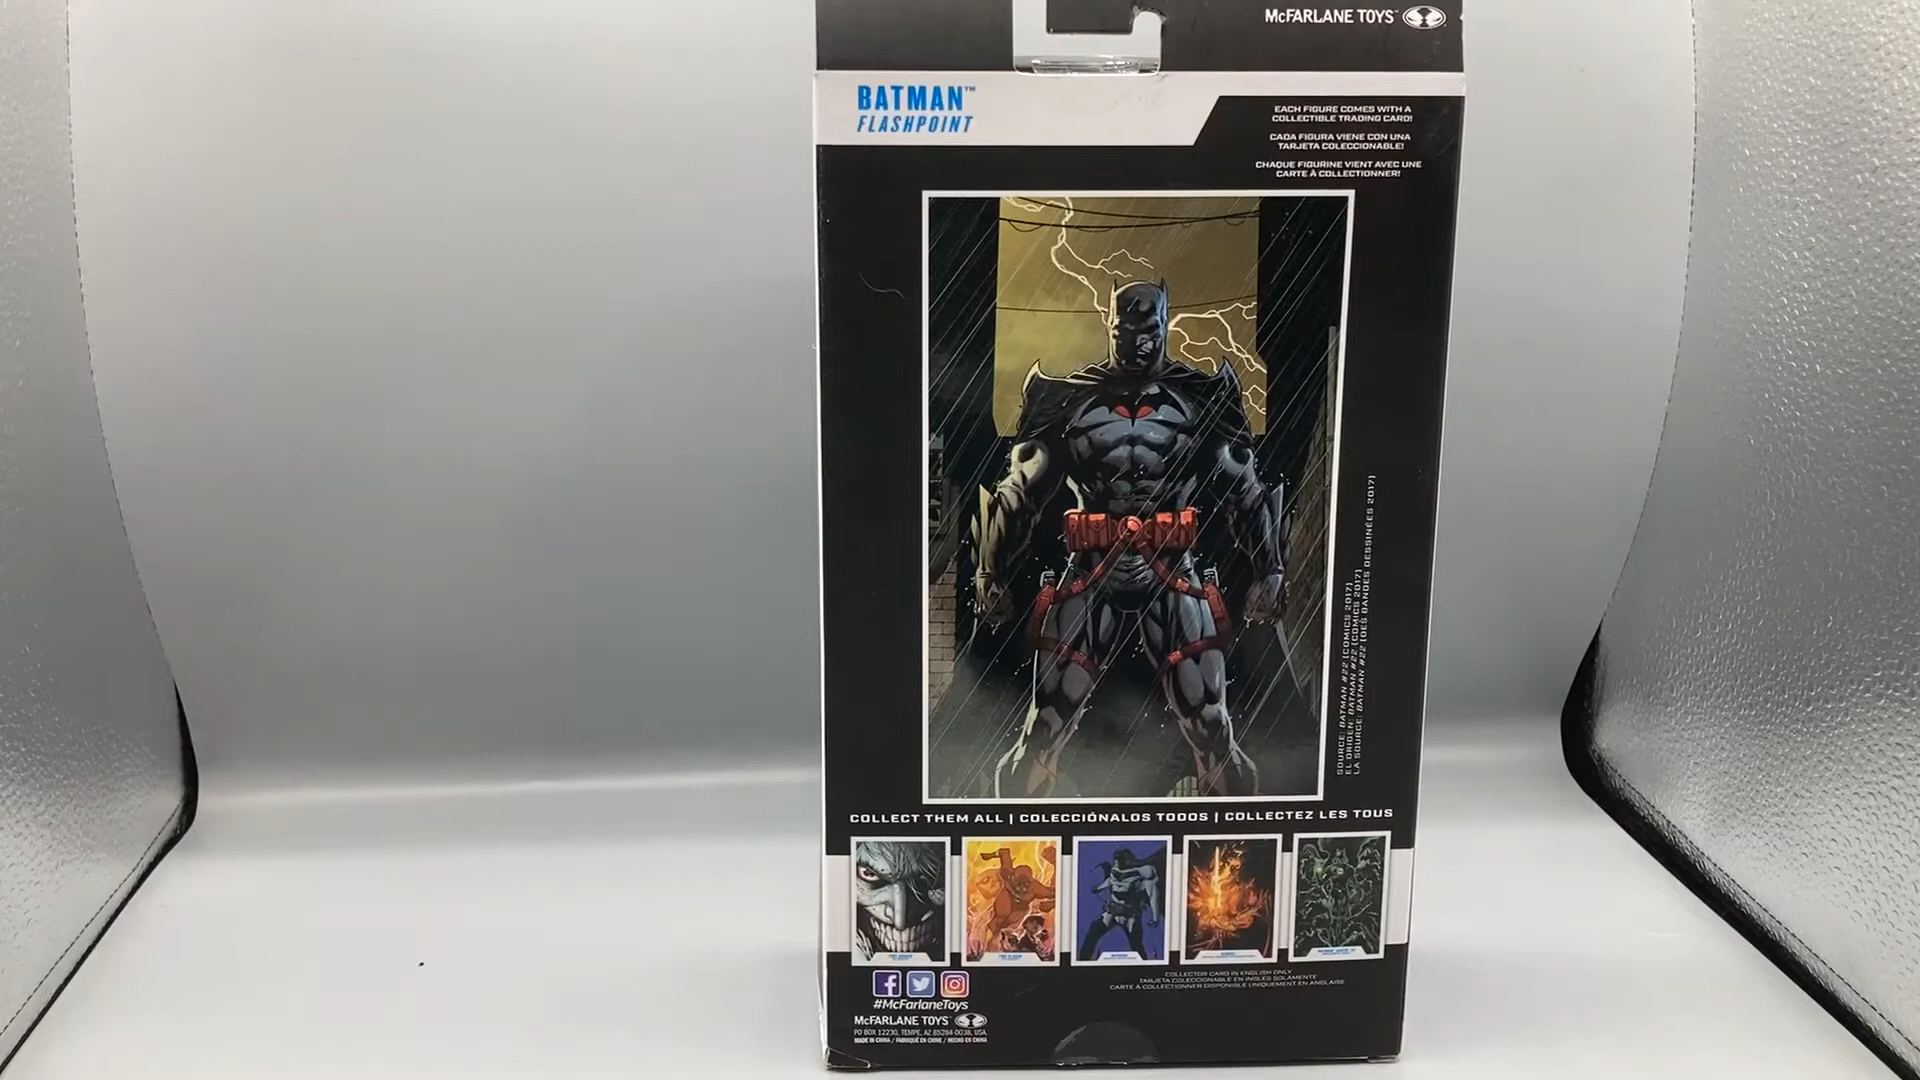 McFARLANE TOYS™
BATMAN™
FLASHPOINT
EACH FIGURE COMES WITH A
COLLECTIBLE TRADING CARD!
CADA FIGURA VIENE CON UNA
TARJETA COLECCIONABLE!
CHAQUE FIGURINE VIENT AVEC UNE
CARTE À COLLECTIONNER!
SOURCE: BATMAN #22 (COMICS 2017)
EL ORIGEN: BATMAN #22 (COMICS 2017)
LA SOURCE: BATMAN #22 (DES BANDES DESSINÉES 2017)
COLLECT THEM ALL | COLECCIÓNALOS TODOS | COLLECTEZ LES TOUS
COLLECTOR CARD IN ENGLISH ONLY
TARJETA COLECCIONABLE EN INGLES SOLAMENTE
CARTE À COLLECTIONNER DISPONIBLE UNIQUEMENT EN ANGLAISE
#McFarlaneToys
McFARLANE TOYS™
PO BOX 12230, TEMPE, AZ 85284-0038, USA
MADE IN CHINA / FABRIQUÉ EN CHINE / HECHO EN CHINA